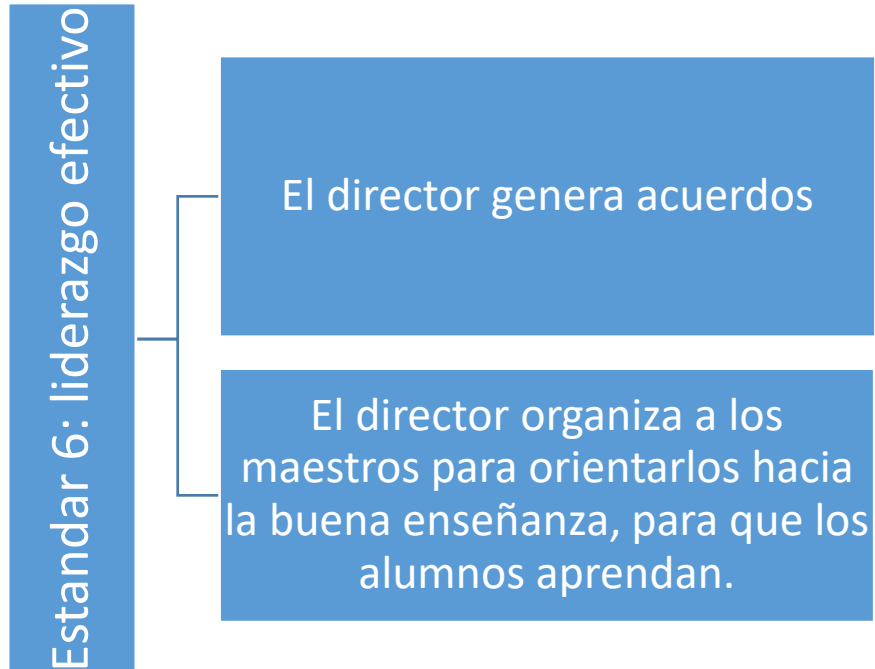 Estandar 6: liderazgo efectivo
El director genera acuerdos
El director organiza a los
maestros para orientarlos hacia
la buena enseñanza, para que los
alumnos aprendan.